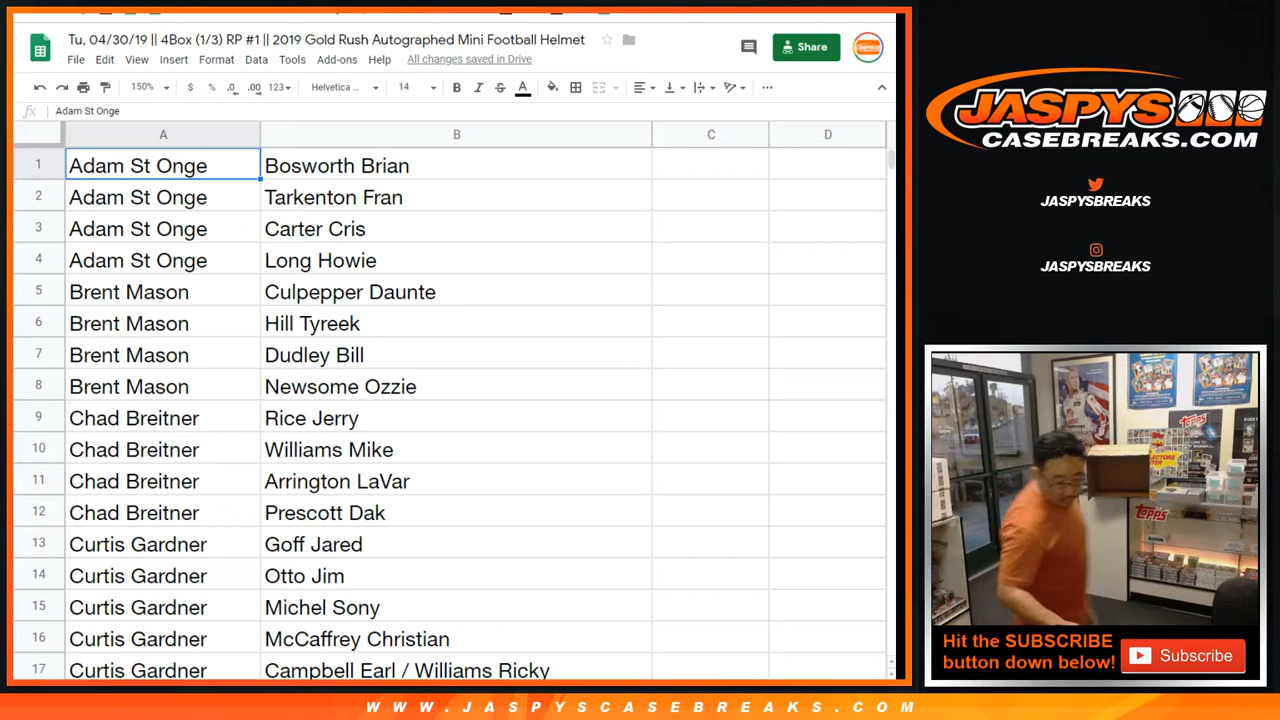 Tu, 04/30/19 || 4Box (1/3) RP #1 || 2019 Gold Rush Autographed Mini Football Helmet
File Edit View Insert Format Data Tools Add-ons Help All changes saved in Drive
Share
150% $ % .0 .00 123 Helvetica ... 14 B I S A
fx Adam St Onge
A B C D
1 Adam St Onge Bosworth Brian
2 Adam St Onge Tarkenton Fran
3 Adam St Onge Carter Cris
4 Adam St Onge Long Howie
5 Brent Mason Culpepper Daunte
6 Brent Mason Hill Tyreek
7 Brent Mason Dudley Bill
8 Brent Mason Newsome Ozzie
9 Chad Breitner Rice Jerry
10 Chad Breitner Williams Mike
11 Chad Breitner Arrington LaVar
12 Chad Breitner Prescott Dak
13 Curtis Gardner Goff Jared
14 Curtis Gardner Otto Jim
15 Curtis Gardner Michel Sony
16 Curtis Gardner McCaffrey Christian
17 Curtis Gardner Campbell Earl / Williams Ricky
JASPYS
CASEBREAKS.COM
JASPYSBREAKS
JASPYSBREAKS
TOPPS
Hit the SUBSCRIBE
button down below!
Subscribe
WWW.JASPYSCASEBREAKS.COM